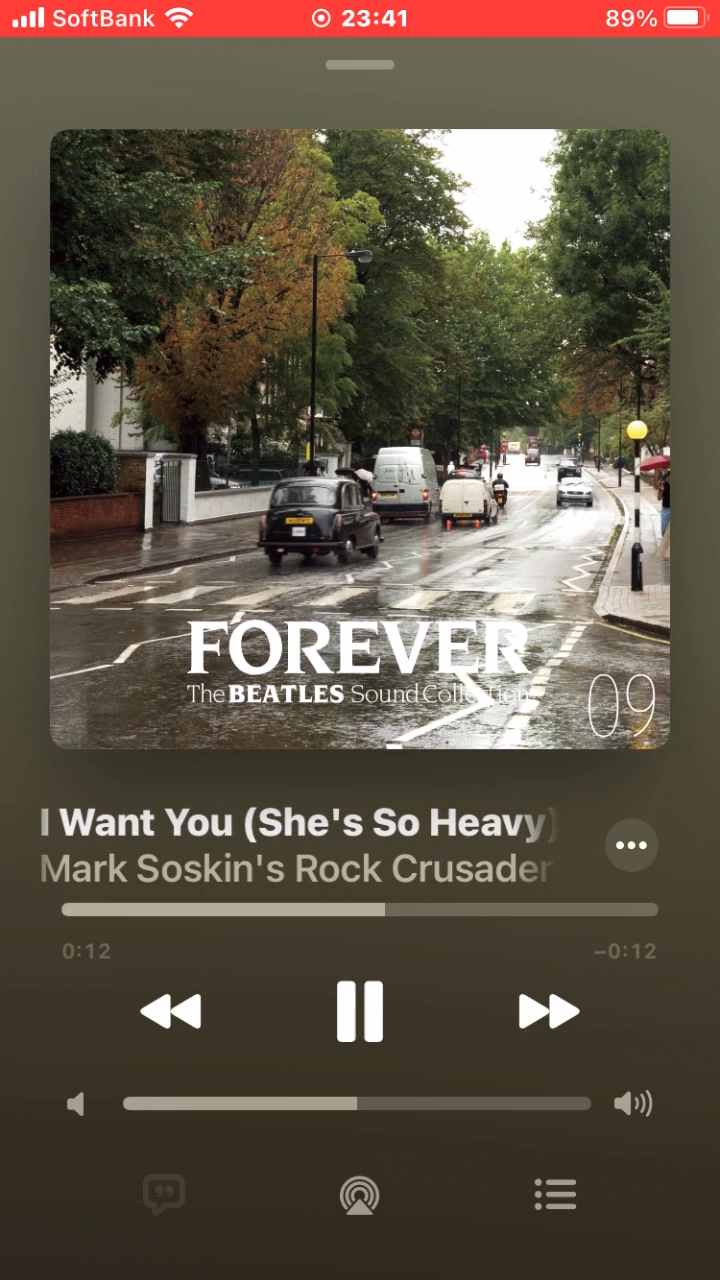 SoftBank 23:41 89%
FOREVER
The BEATLES Sound Collection
09
I Want You (She's So Heavy)
Mark Soskin's Rock Crusader
0:12 −0:12